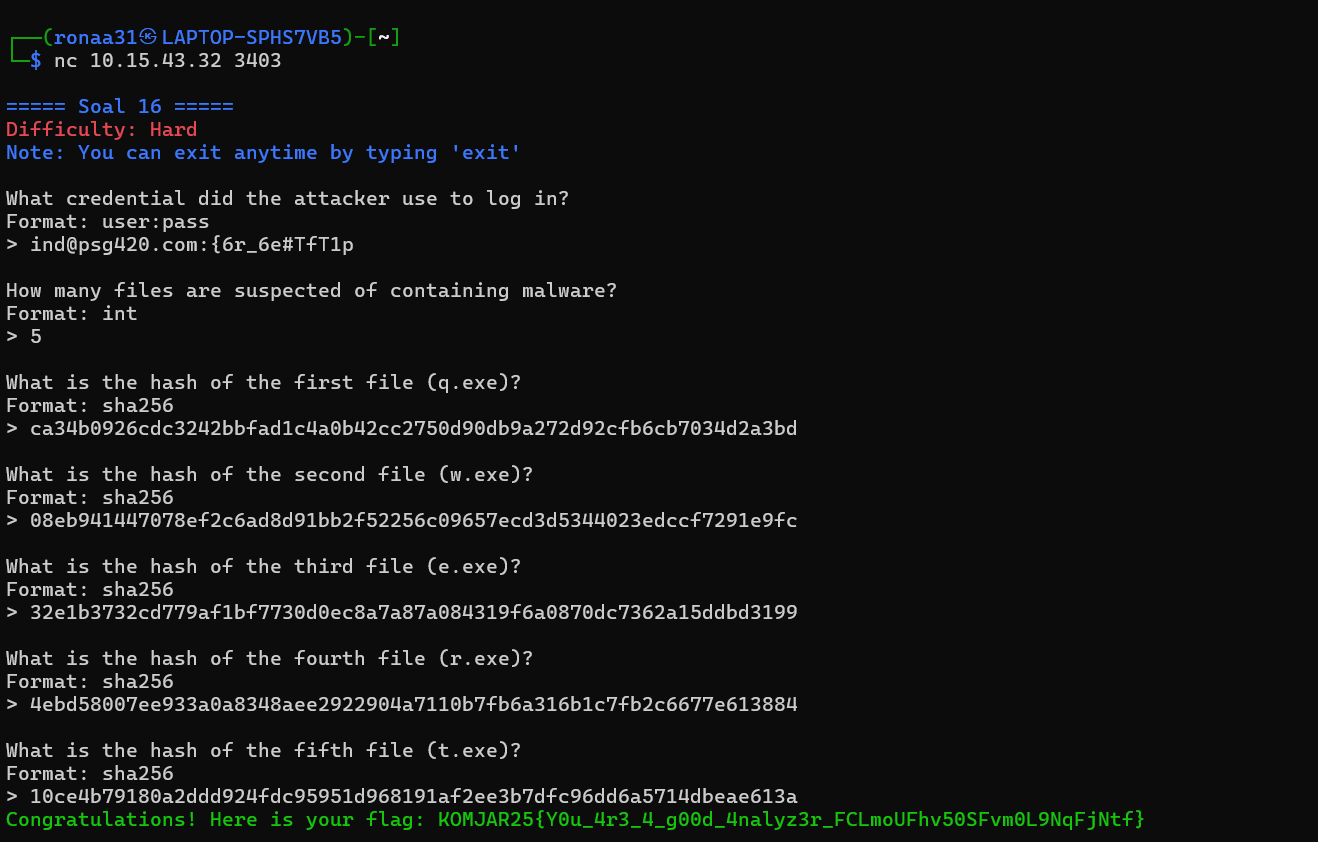 ┌──(ronaa31㉿LAPTOP-SPHS7VB5)-[~]
└─$ nc 10.15.43.32 3403
===== Soal 16 =====
Difficulty: Hard
Note: You can exit anytime by typing 'exit'
What credential did the attacker use to log in?
Format: user:pass
> ind@psg420.com:{6r_6e#TfT1p
How many files are suspected of containing malware?
Format: int
> 5
What is the hash of the first file (q.exe)?
Format: sha256
> ca34b0926cdc3242bbfad1c4a0b42cc2750d90db9a272d92cfb6cb7034d2a3bd
What is the hash of the second file (w.exe)?
Format: sha256
> 08eb941447078ef2c6ad8d91bb2f52256c09657ecd3d5344023edccf7291e9fc
What is the hash of the third file (e.exe)?
Format: sha256
> 32e1b3732cd779af1bf7730d0ec8a7a87a084319f6a0870dc7362a15ddbd3199
What is the hash of the fourth file (r.exe)?
Format: sha256
> 4ebd58007ee933a0a8348aee2922904a7110b7fb6a316b1c7fb2c6677e613884
What is the hash of the fifth file (t.exe)?
Format: sha256
> 10ce4b79180a2ddd924fdc95951d968191af2ee3b7dfc96dd6a5714dbeae613a
Congratulations! Here is your flag: KOMJAR25{Y0u_4r3_4_g00d_4nalyz3r_FCLmoUFhv50SFvm0L9NqFjNtf}